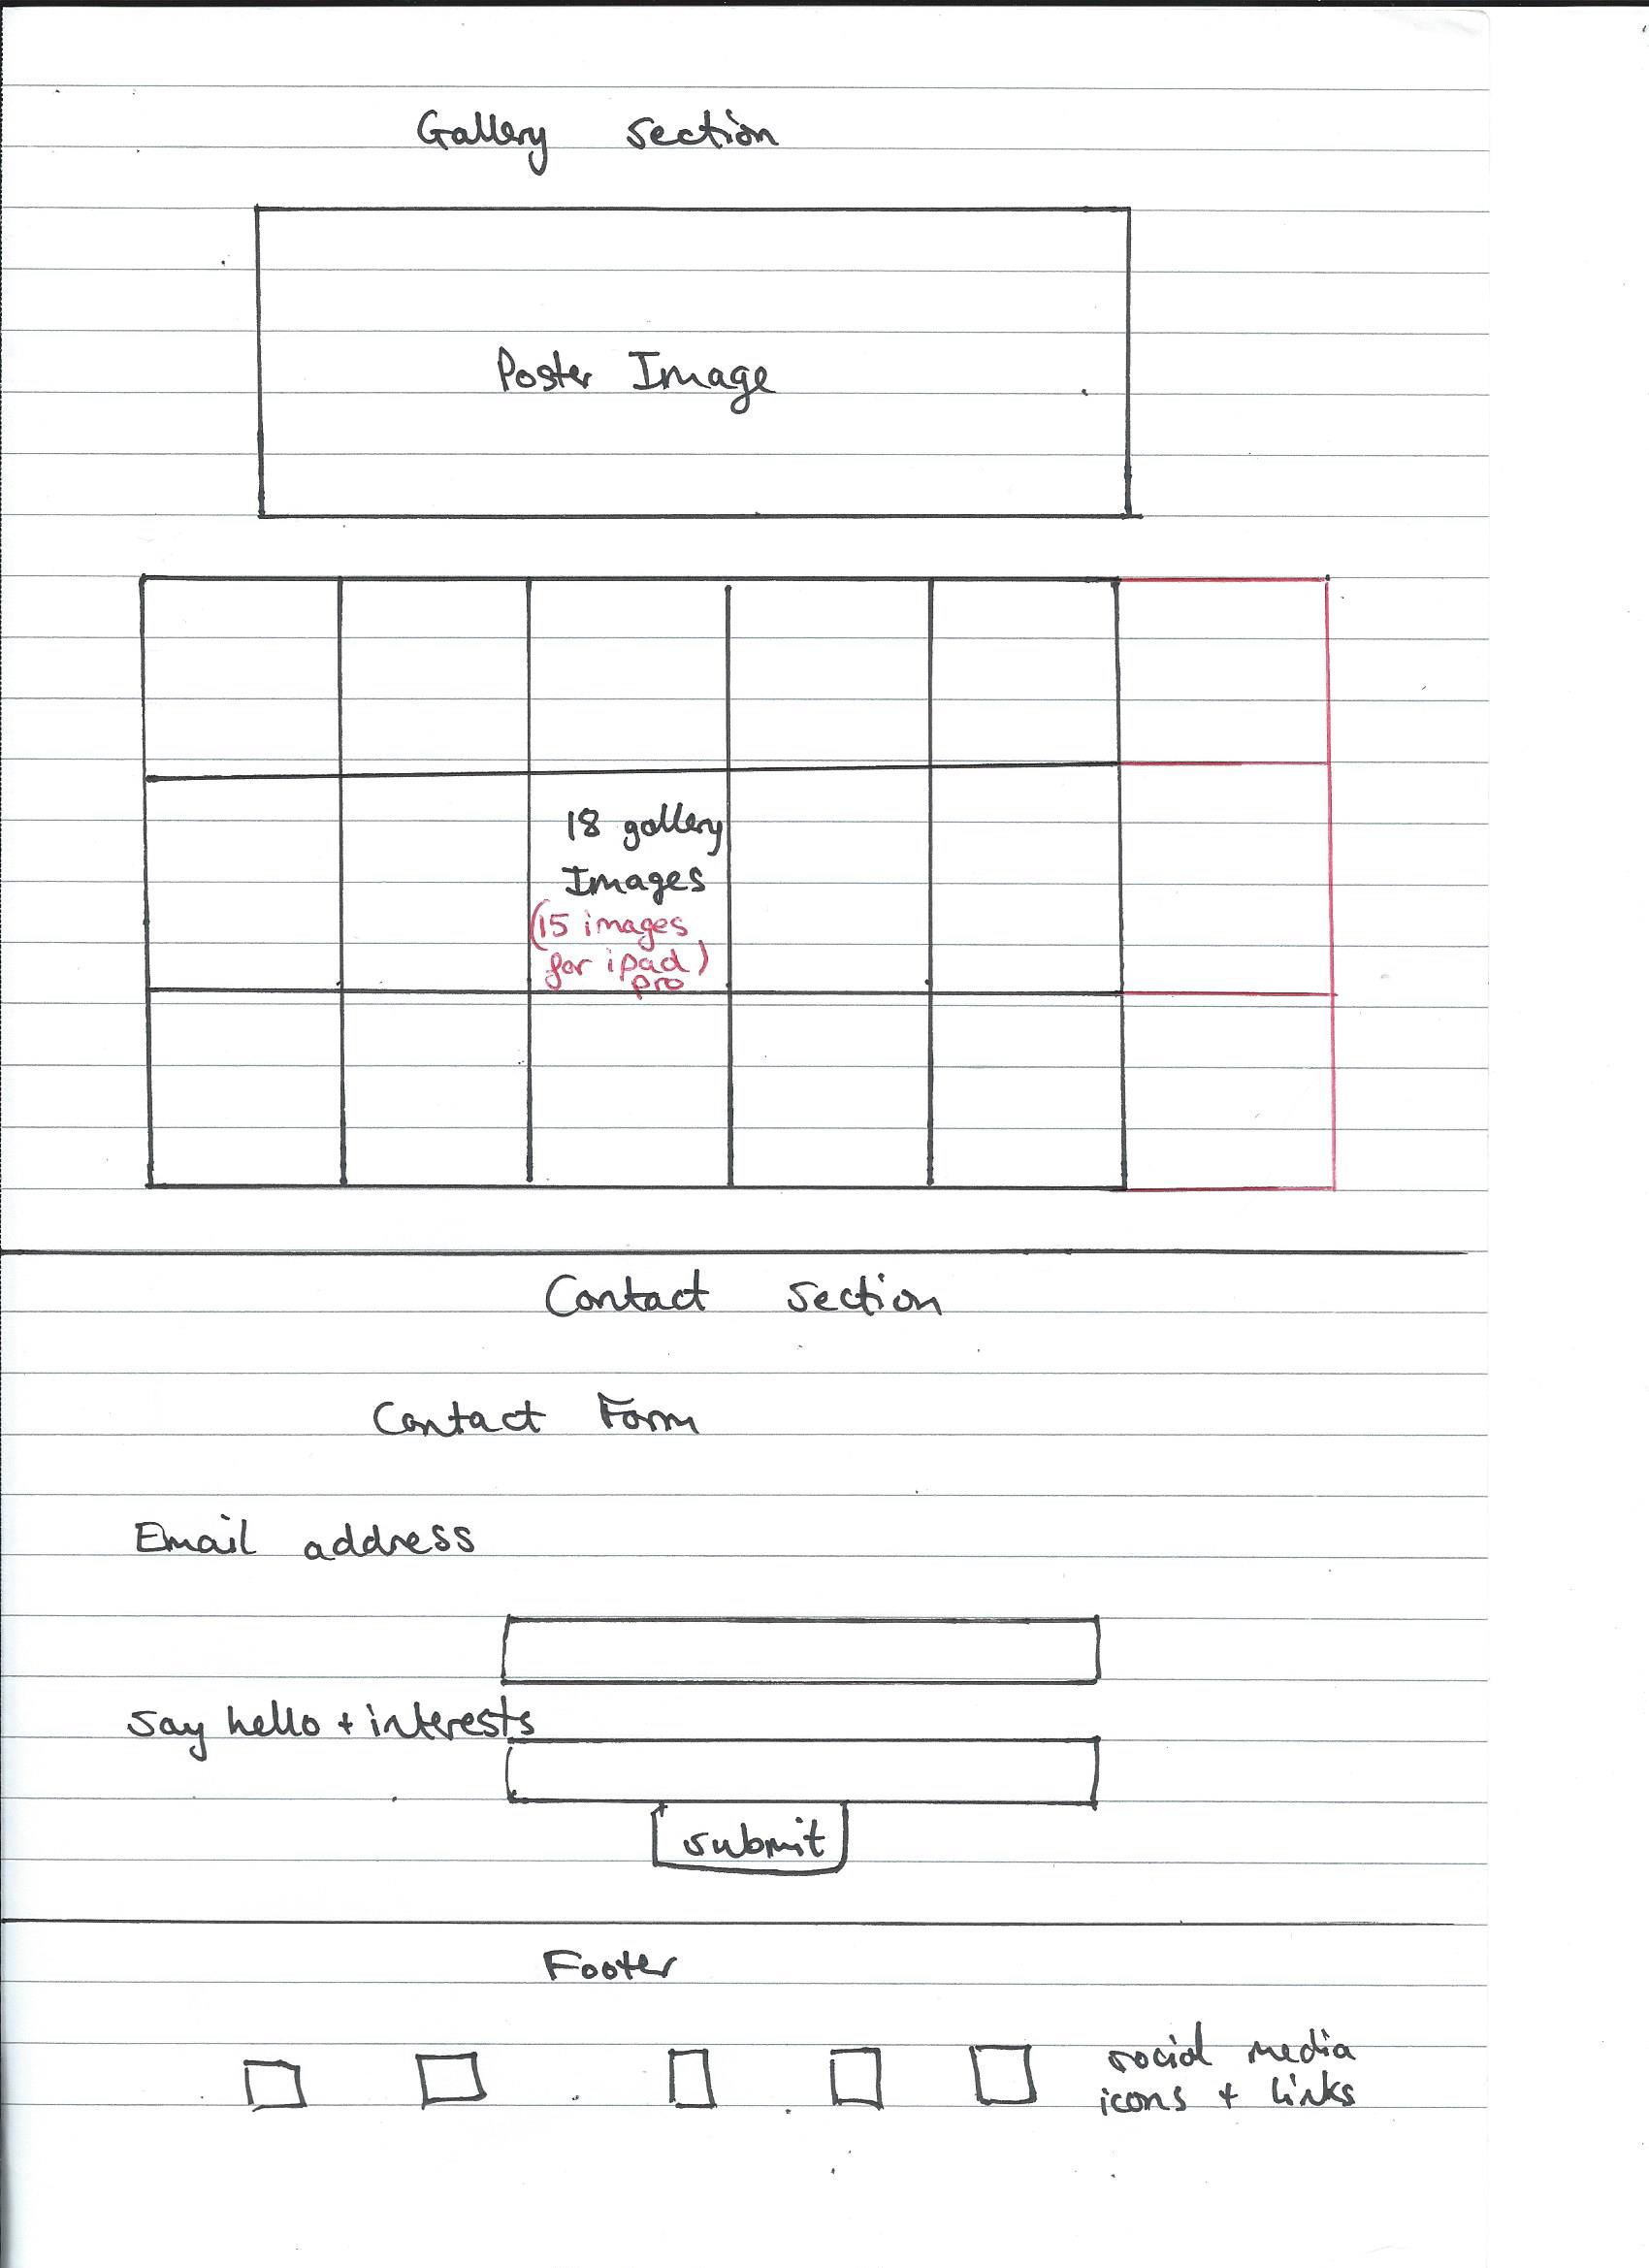 Gallery section
Poster Image
18 gallery
Images
(15 images
for ipad)
pro
Contact section
Contact Form
Email address
Say hello + interests
submit
Footer
social media
icons + links